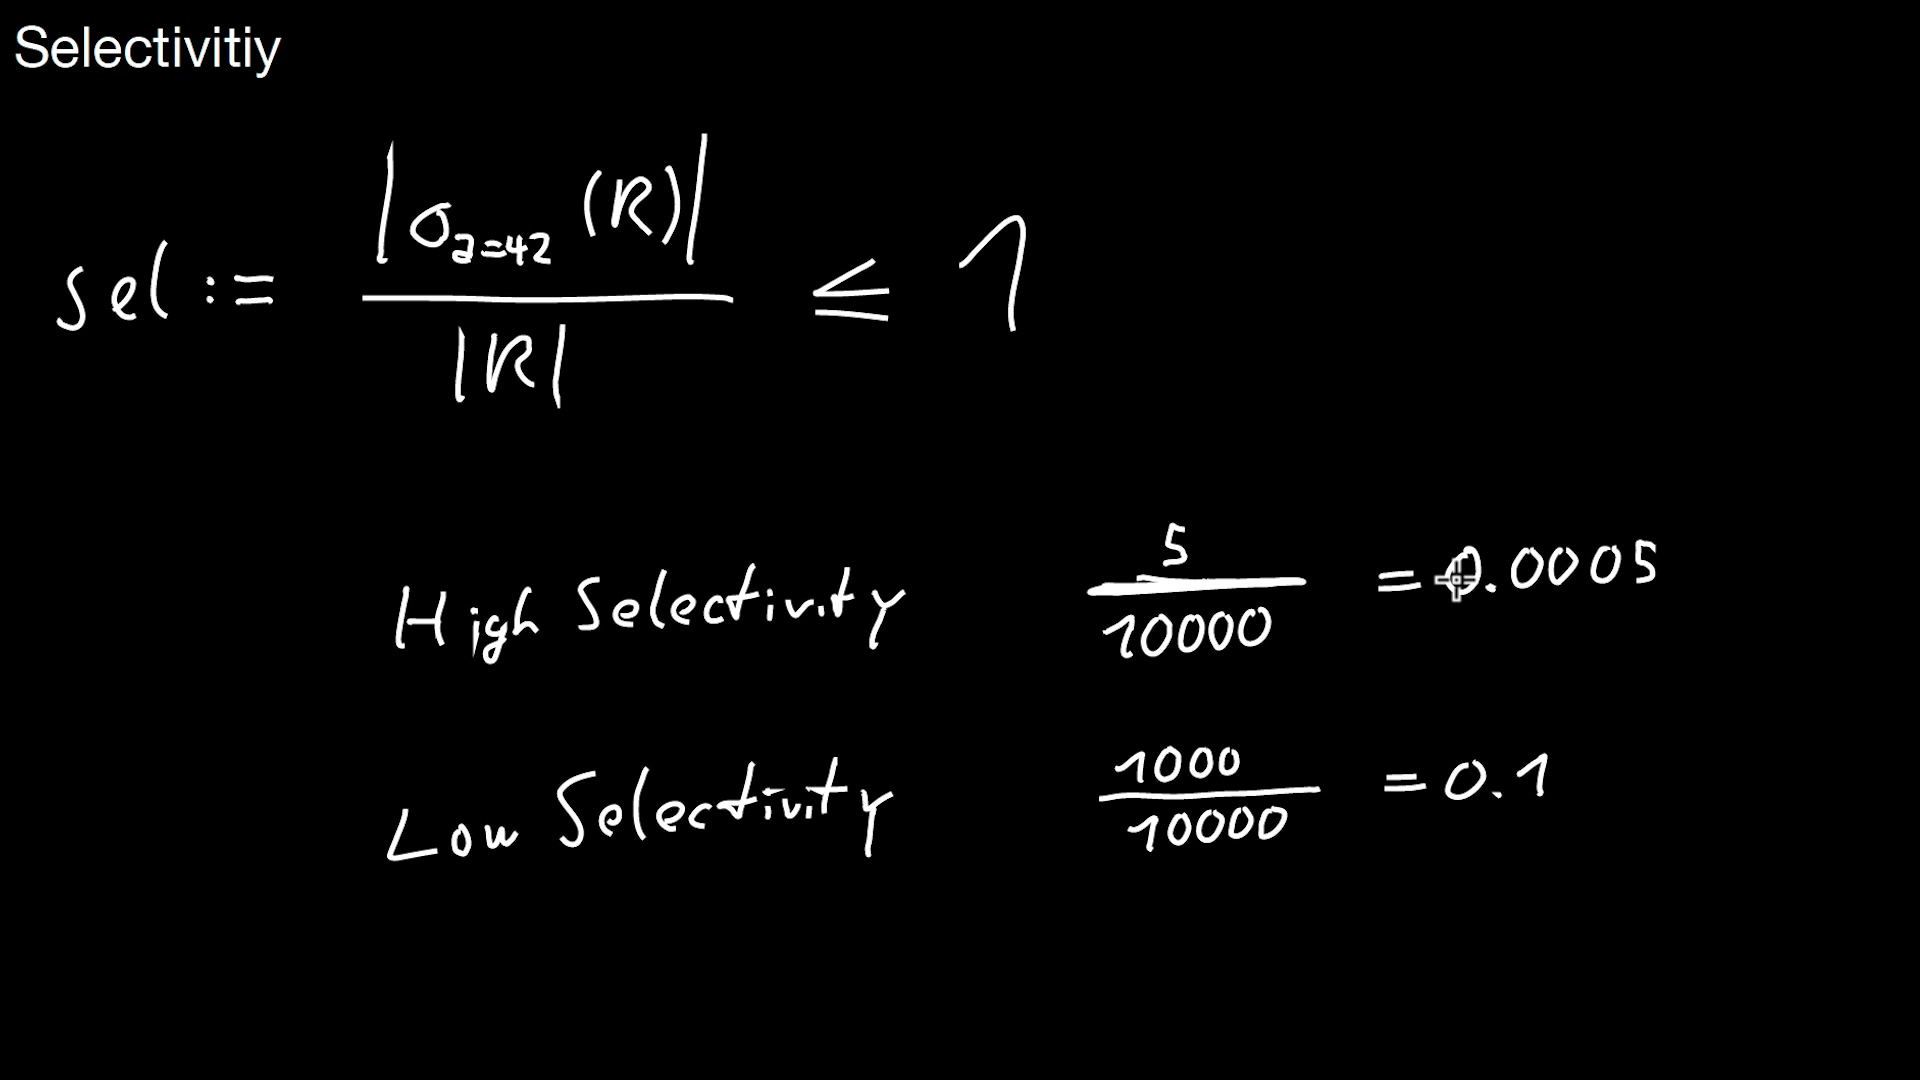 Selectivitiy
sel := |σa=42 (R)| / |R| ≤ 1
High Selectivity 5 / 10000 = 0.0005
Low Selectivity 1000 / 10000 = 0.1